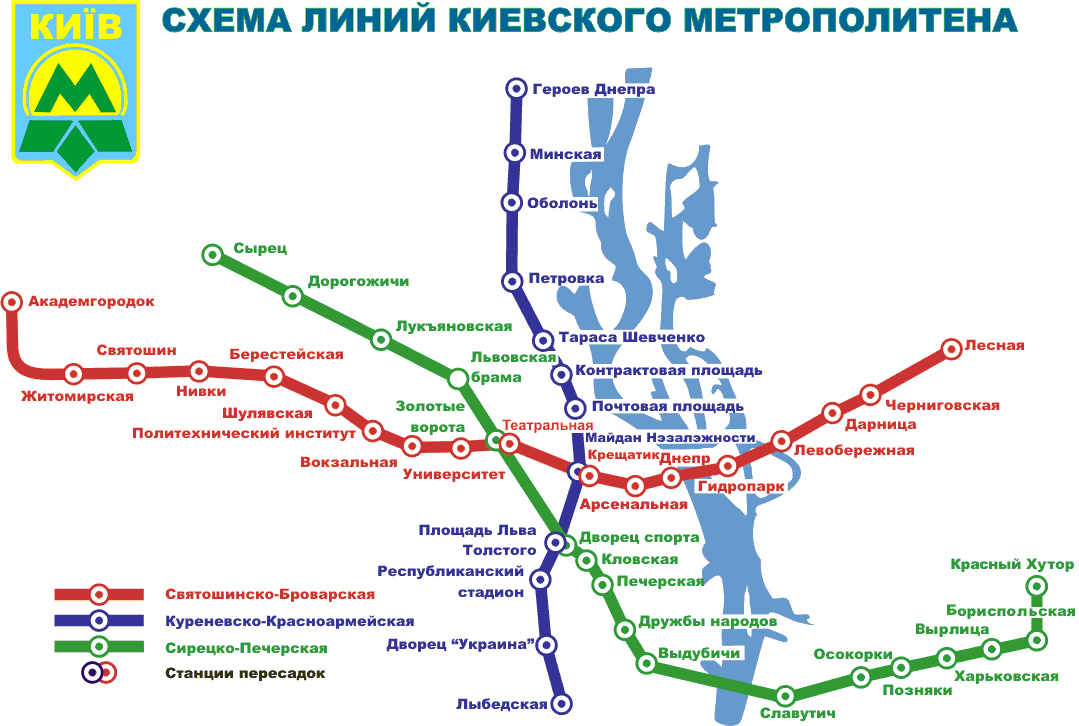 КИЇВ
СХЕМА ЛИНИЙ КИЕВСКОГО МЕТРОПОЛИТЕНА
М
Героев Днепра
Минская
Оболонь
Петровка
Тараса Шевченко
Контрактовая площадь
Почтовая площадь
Майдан Нэзалэжности
Площадь Льва
Толстого
Республиканский
стадион
Дворец “Украина”
Лыбедская
Сырец
Дорогожичи
Лукъяновская
Львовская
брама
Золотые
ворота
Дворец спорта
Кловская
Печерская
Дружбы народов
Выдубичи
Славутич
Осокорки
Позняки
Вырлица
Харьковская
Бориспольская
Красный Хутор
Академгородок
Житомирская
Святошин
Нивки
Берестейская
Шулявская
Политехнический институт
Вокзальная
Университет
Театральная
Крещатик
Арсенальная
Днепр
Гидропарк
Левобережная
Дарница
Черниговская
Лесная
Святошинско-Броварская
Куреневско-Красноармейская
Сирецко-Печерская
Станции пересадок